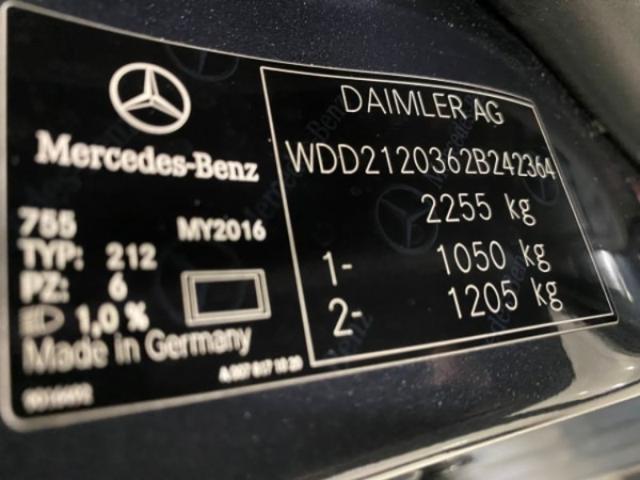 Mercedes-Benz
755 MY2016
TYP: 212
PZ: 6
1,0 %
Made in Germany
DAIMLER AG
WDD2120362B242364
2255 kg
1- 1050 kg
2- 1205 kg